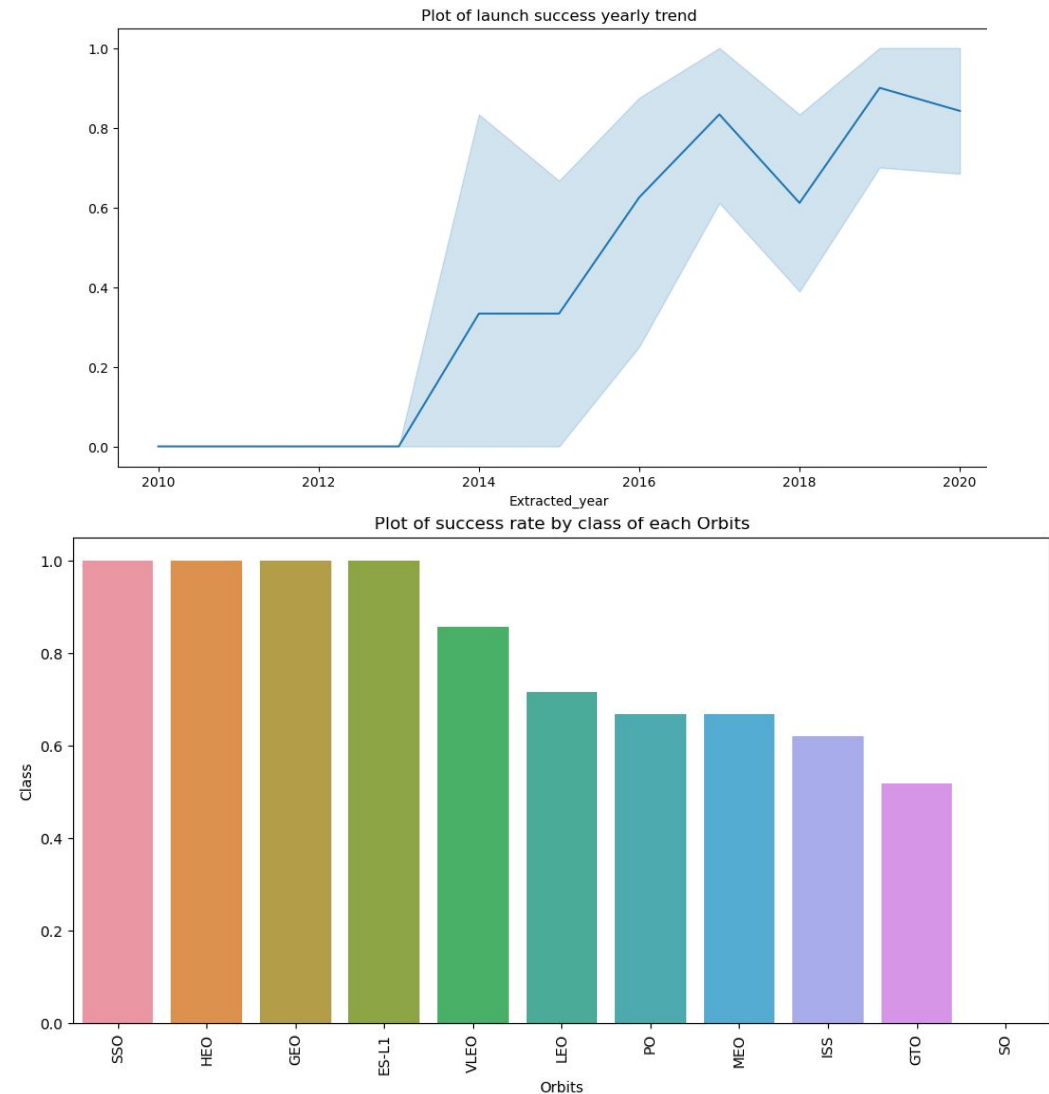 Plot of launch success yearly trend
1.0
0.8
0.6
0.4
0.2
0.0
2010 2012 2014 2016 2018 2020
Extracted_year
Plot of success rate by class of each Orbits
1.0
0.8
0.6
0.4
0.2
0.0
Class
SSO HEO GEO ES-L1 VLEO LEO PO MEO ISS GTO SO
Orbits